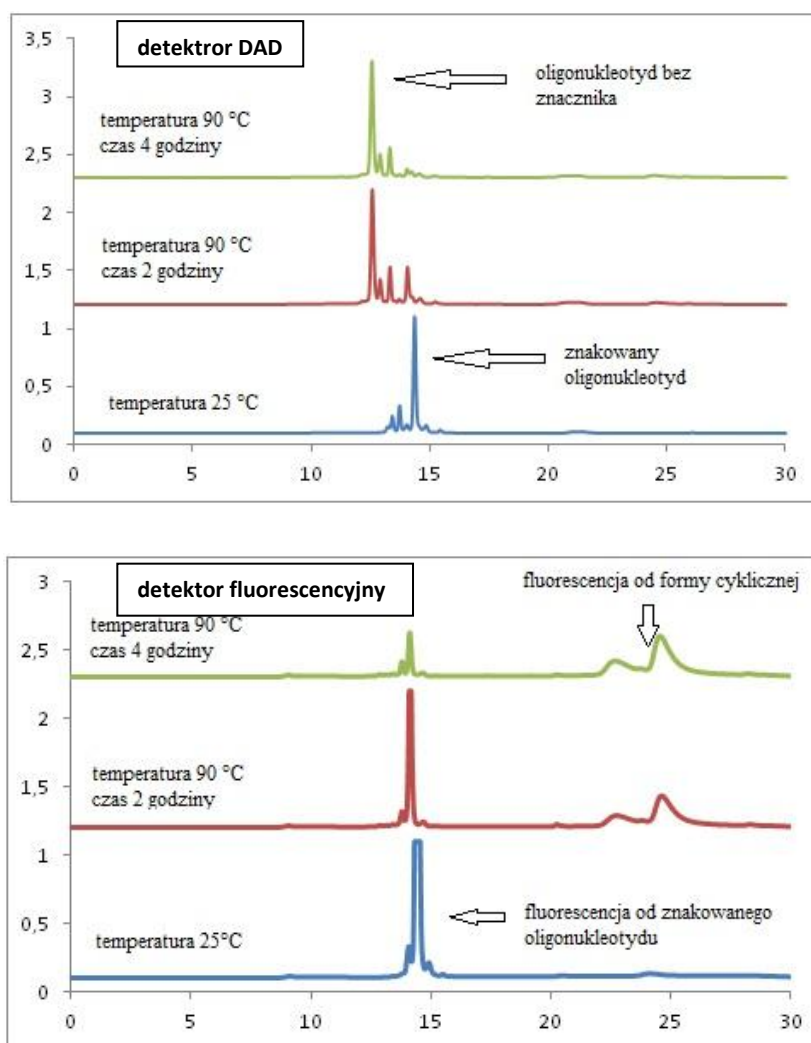 detektror DAD
3,5
3
2,5
2
1,5
1
0,5
0
temperatura 90 °C
czas 4 godziny
oligonukleotyd bez
znacznika
temperatura 90 °C
czas 2 godziny
temperatura 25 °C
znakowany
oligonukleotyd
0 5 10 15 20 25 30
detektor fluorescencyjny
3
2,5
2
1,5
1
0,5
0
fluorescencja od formy cyklicznej
temperatura 90 °C
czas 4 godziny
temperatura 90 °C
czas 2 godziny
temperatura 25°C
fluorescencja od znakowanego
oligonukleotydu
0 5 10 15 20 25 30